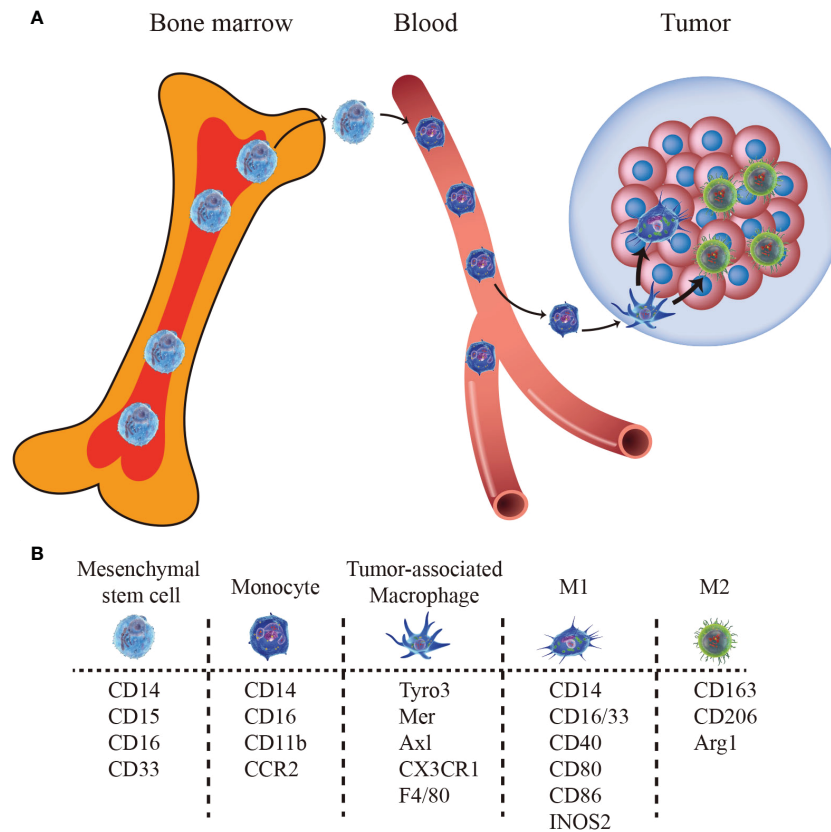 A
Bone marrow
Blood
Tumor
B
Mesenchymal
stem cell
Monocyte
Tumor-associated
Macrophage
M1
M2
CD14
CD15
CD16
CD33
CD14
CD16
CD11b
CCR2
Tyro3
Mer
Axl
CX3CR1
F4/80
CD14
CD16/33
CD40
CD80
CD86
INOS2
CD163
CD206
Arg1